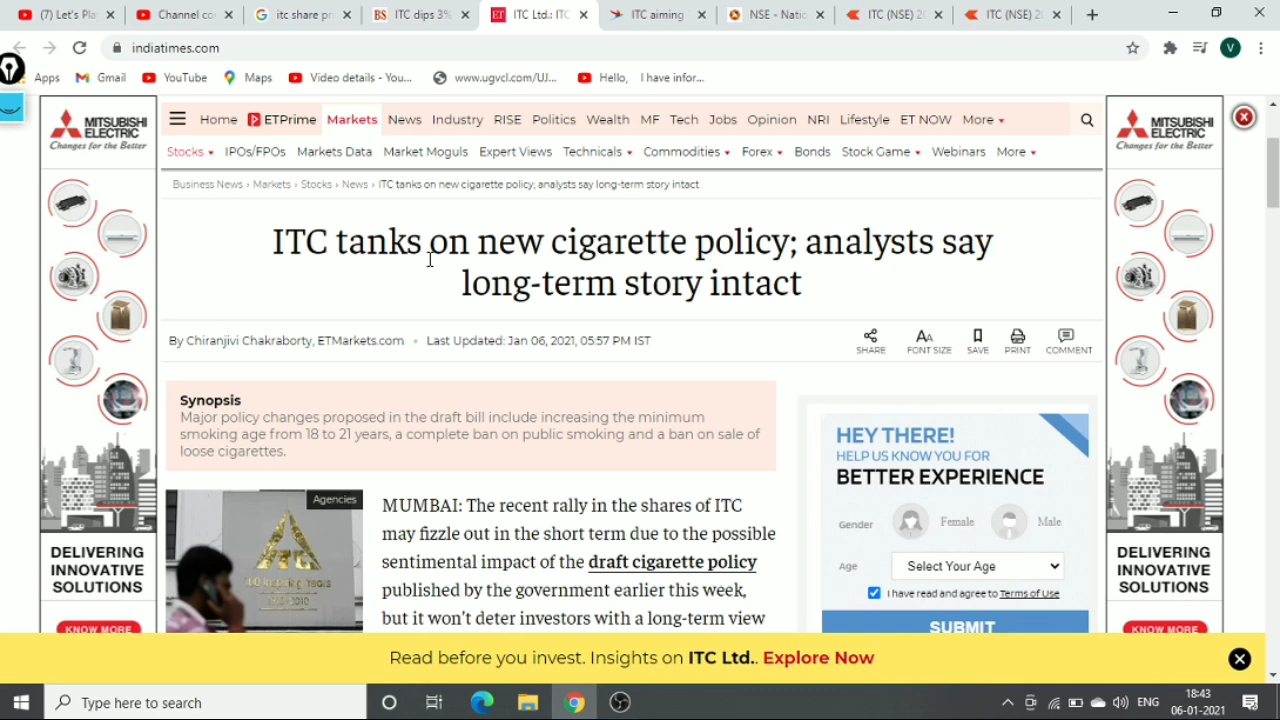 (7) Let's Pla
Channel co
itc share pri
ITC dips 3%
ITC Ltd.: ITC
ITC aiming
NSE - Natio
ITC (NSE) 20
ITC (NSE) 20
indiatimes.com
V
Apps
Gmail
YouTube
Maps
Video details - You...
www.ugvcl.com/UJ...
Hello, I have infor...
MITSUBISHI ELECTRIC
Changes for the Better
Home ETPrime Markets News Industry RISE Politics Wealth MF Tech Jobs Opinion NRI Lifestyle ET NOW More
MITSUBISHI ELECTRIC
Changes for the Better
Stocks IPOs/FPOs Markets Data Market Moguls Expert Views Technicals Commodities Forex Bonds Stock Game Webinars More
Business News › Markets › Stocks › News › ITC tanks on new cigarette policy; analysts say long-term story intact
ITC tanks on new cigarette policy; analysts say
long-term story intact
By Chiranjivi Chakraborty, ETMarkets.com • Last Updated: Jan 06, 2021, 05:57 PM IST
SHARE
FONT SIZE
SAVE
PRINT
COMMENT
Synopsis
Major policy changes proposed in the draft bill include increasing the minimum
smoking age from 18 to 21 years, a complete ban on public smoking and a ban on sale of
loose cigarettes.
Agencies
ITC
MUMBAI: The recent rally in the shares of ITC
may fizzle out in the short term due to the possible
sentimental impact of the draft cigarette policy
published by the government earlier this week,
but it won't deter investors with a long-term view
HEY THERE!
HELP US KNOW YOU FOR
BETTER EXPERIENCE
Gender Female Male
Age Select Your Age
I have read and agree to Terms of Use
SUBMIT
DELIVERING
INNOVATIVE
SOLUTIONS
KNOW MORE
DELIVERING
INNOVATIVE
SOLUTIONS
KNOW MORE
Read before you invest. Insights on ITC Ltd.. Explore Now
Type here to search
ENG
18:43
06-01-2021